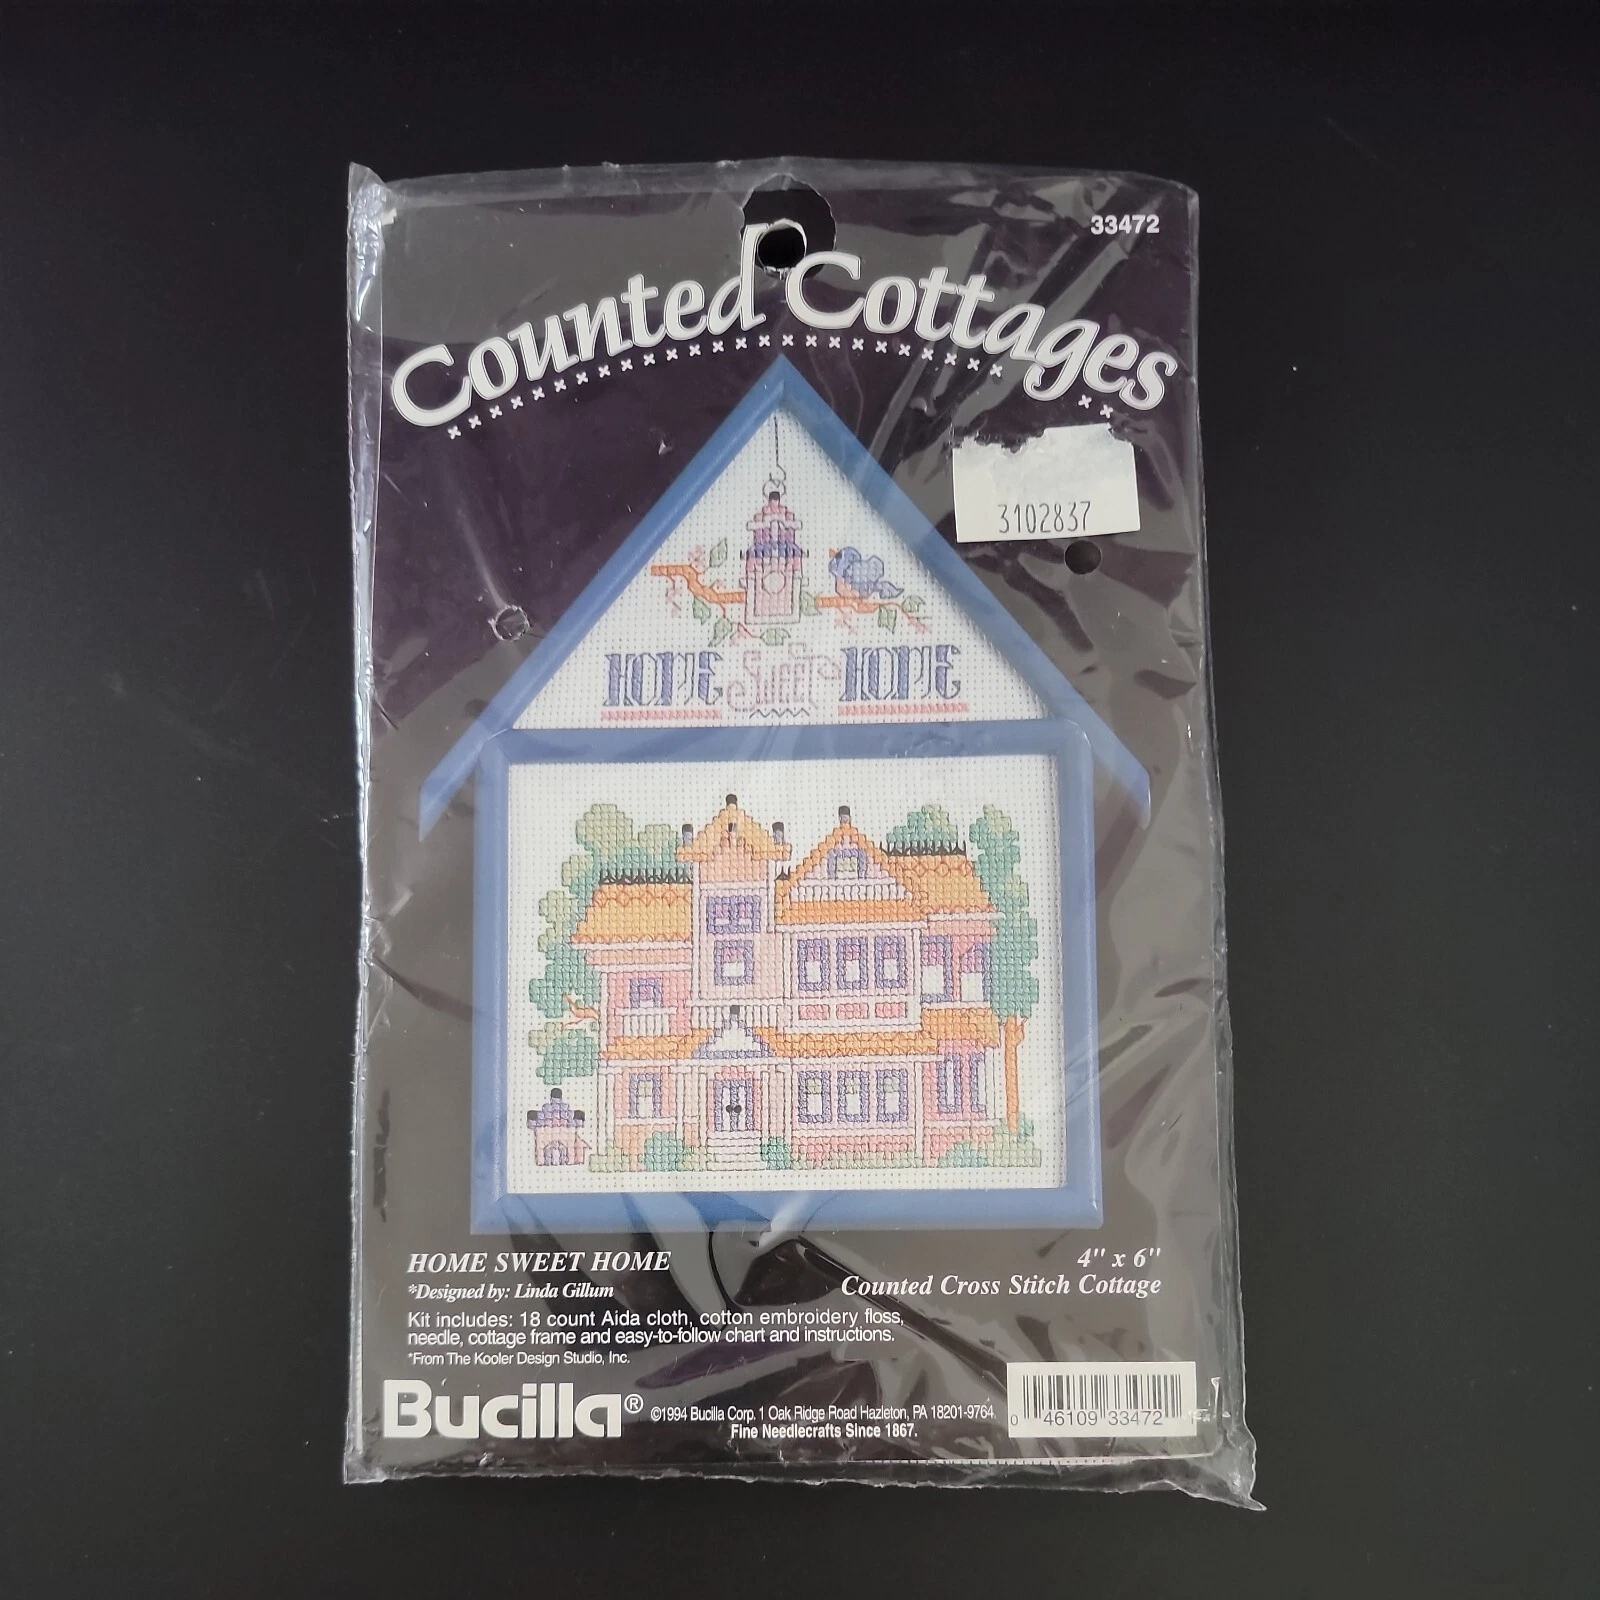 33472
Counted Cottages
3102837
HOME Sweet HOME
HOME SWEET HOME
*Designed by: Linda Gillum
4" x 6"
Counted Cross Stitch Cottage
Kit includes: 18 count Aida cloth, cotton embroidery floss,
needle, cottage frame and easy-to-follow chart and instructions.
*From The Kooler Design Studio, Inc.
Bucilla®
©1994 Bucilla Corp. 1 Oak Ridge Road Hazleton, PA 18201-9764
Fine Needlecrafts Since 1867.
0 46109 33472